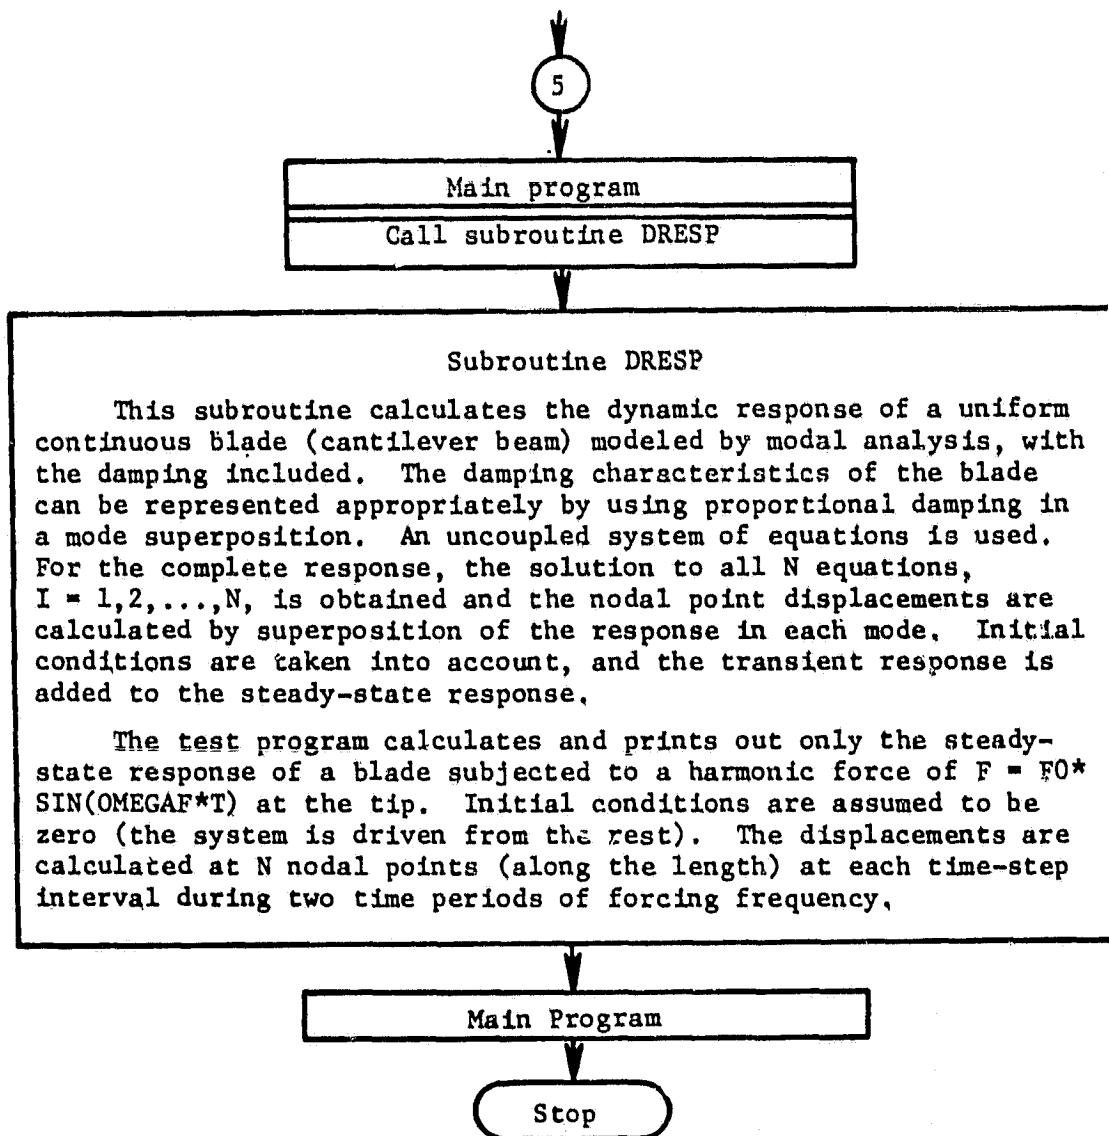 5
Main program
Call subroutine DRESP
Subroutine DRESP
This subroutine calculates the dynamic response of a uniform
continuous blade (cantilever beam) modeled by modal analysis, with
the damping included. The damping characteristics of the blade
can be represented appropriately by using proportional damping in
a mode superposition. An uncoupled system of equations is used.
For the complete response, the solution to all N equations,
I = 1,2,...,N, is obtained and the nodal point displacements are
calculated by superposition of the response in each mode. Initial
conditions are taken into account, and the transient response is
added to the steady-state response.
The test program calculates and prints out only the steady-
state response of a blade subjected to a harmonic force of F = F0*
SIN(OMEGAF*T) at the tip. Initial conditions are assumed to be
zero (the system is driven from the rest). The displacements are
calculated at N nodal points (along the length) at each time-step
interval during two time periods of forcing frequency.
Main Program
Stop